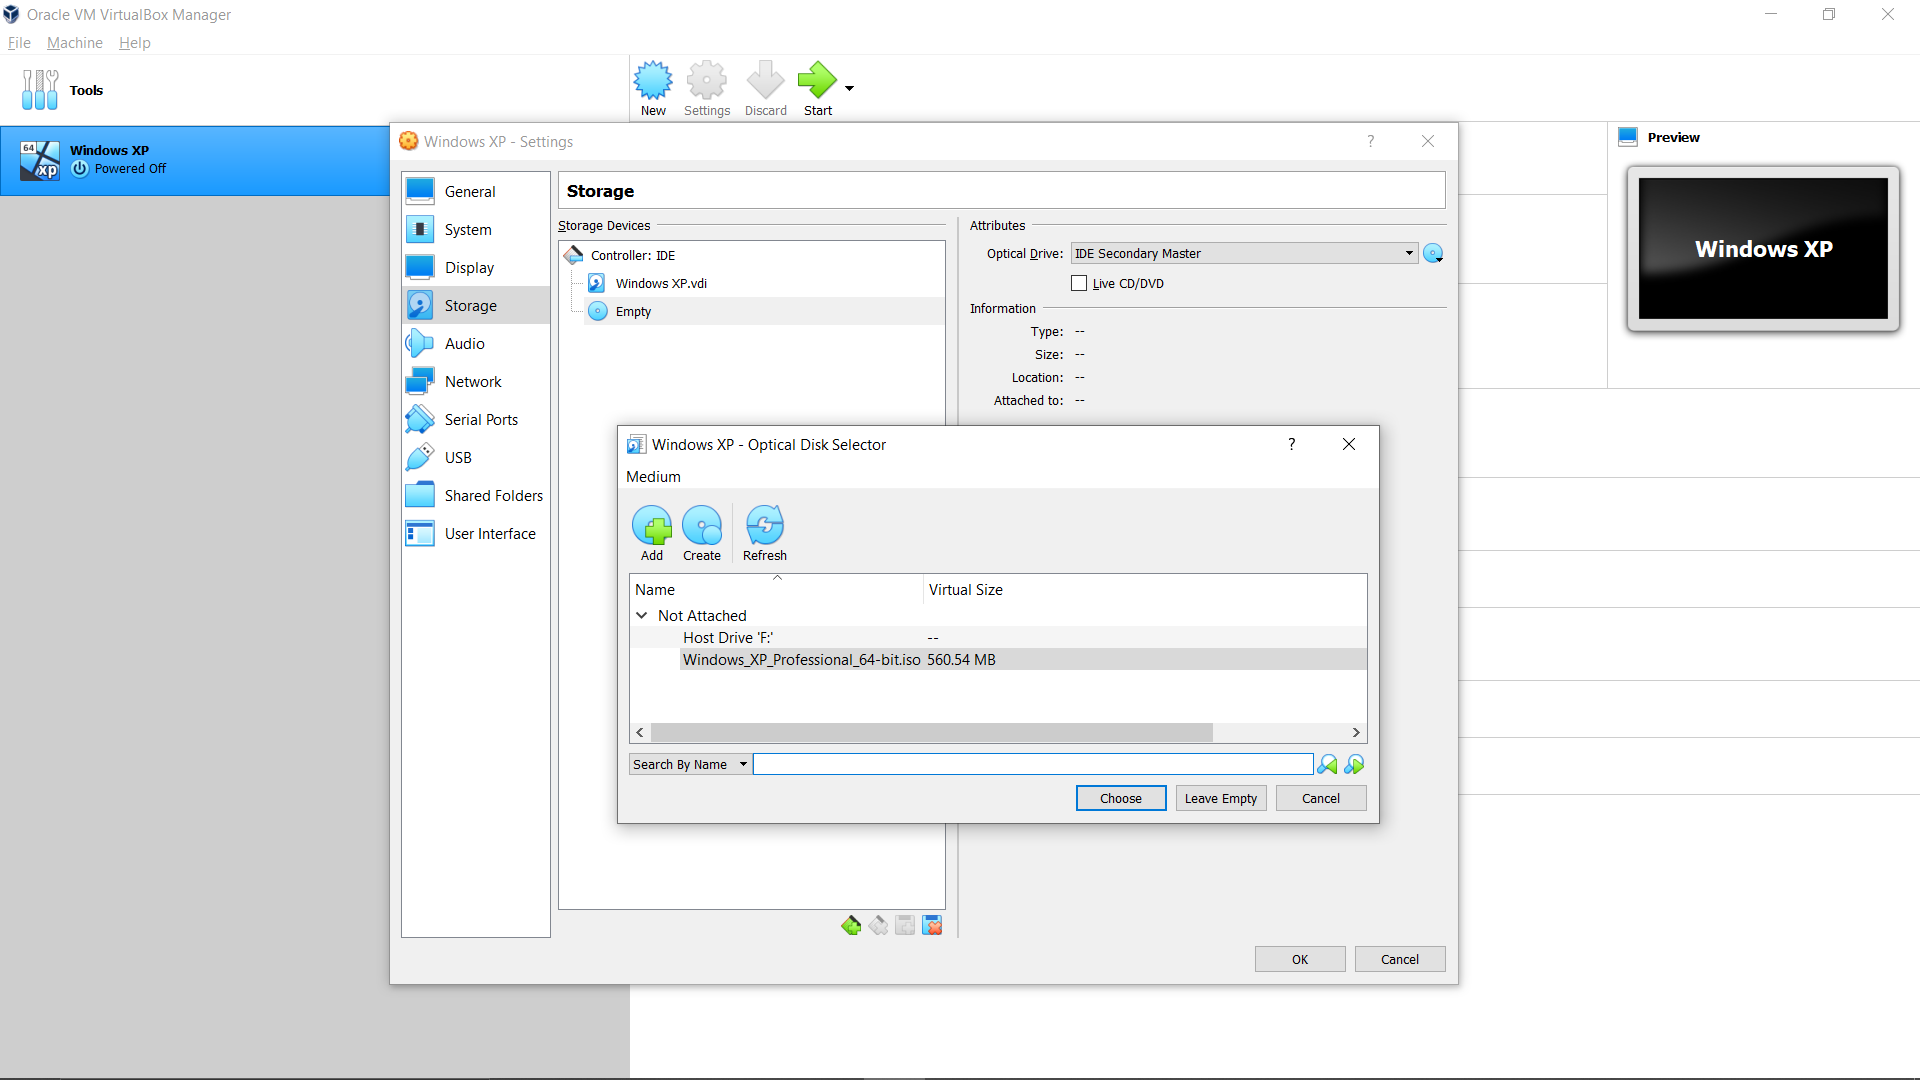 Oracle VM VirtualBox Manager
File Machine Help
Tools
New Settings Discard Start
64 xp
Windows XP
Powered Off
Windows XP - Settings ?
General
System
Display
Storage
Audio
Network
Serial Ports
USB
Shared Folders
User Interface
Storage
Storage Devices
Controller: IDE
Windows XP.vdi
Empty
Attributes
Optical Drive: IDE Secondary Master
Live CD/DVD
Information
Type: --
Size: --
Location: --
Attached to: --
Windows XP - Optical Disk Selector ?
Medium
Add Create Refresh
Name Virtual Size
Not Attached
Host Drive 'F:' --
Windows_XP_Professional_64-bit.iso 560.54 MB
Search By Name
Choose Leave Empty Cancel
OK Cancel
Preview
Windows XP